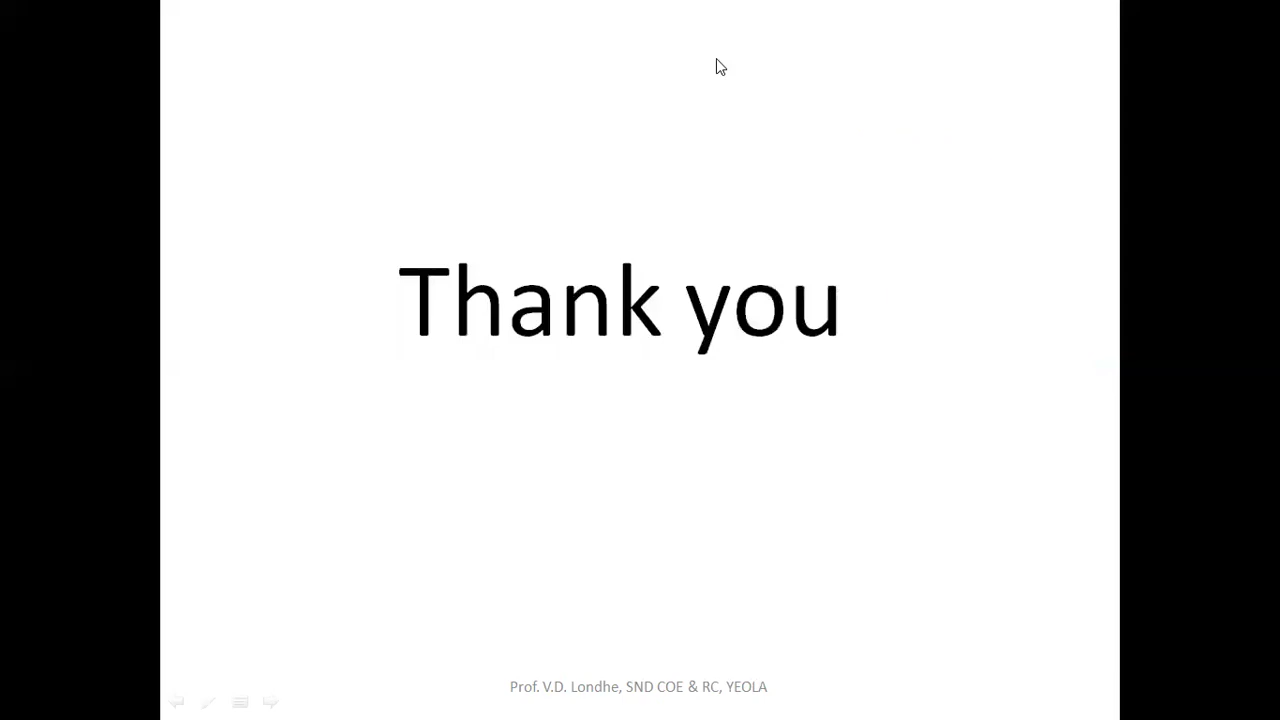 Thank you
Prof. V.D. Londhe, SND COE & RC, YEOLA